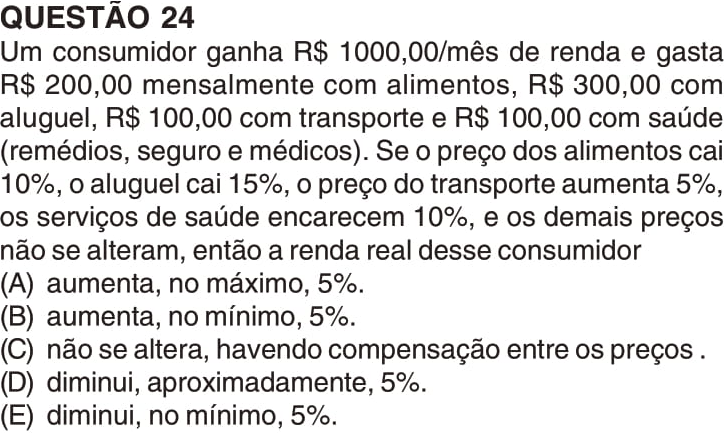 QUESTÃO 24
Um consumidor ganha R$ 1000,00/mês de renda e gasta
R$ 200,00 mensalmente com alimentos, R$ 300,00 com
aluguel, R$ 100,00 com transporte e R$ 100,00 com saúde
(remédios, seguro e médicos). Se o preço dos alimentos cai
10%, o aluguel cai 15%, o preço do transporte aumenta 5%,
os serviços de saúde encarecem 10%, e os demais preços
não se alteram, então a renda real desse consumidor
(A) aumenta, no máximo, 5%.
(B) aumenta, no mínimo, 5%.
(C) não se altera, havendo compensação entre os preços .
(D) diminui, aproximadamente, 5%.
(E) diminui, no mínimo, 5%.